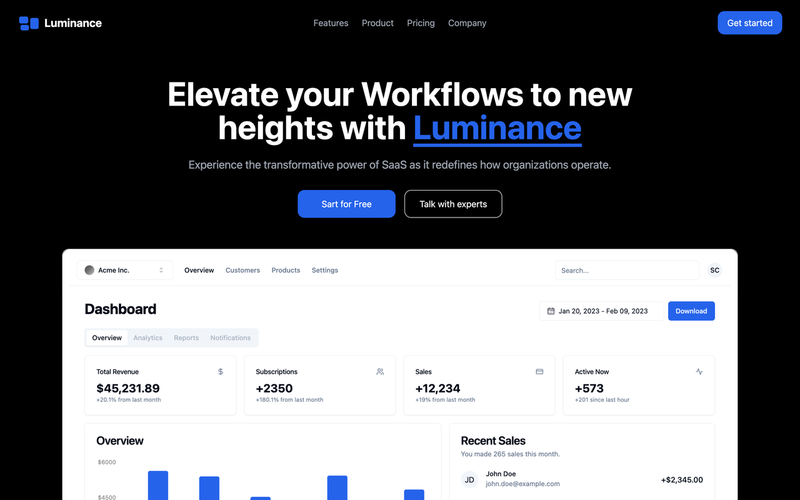 Luminance
Features Product Pricing Company
Get started
Elevate your Workflows to new
heights with Luminance
Experience the transformative power of SaaS as it redefines how organizations operate.
Sart for Free
Talk with experts
Acme Inc.
Overview Customers Products Settings
Search...
SC
Dashboard
Jan 20, 2023 - Feb 09, 2023
Download
Overview Analytics Reports Notifications
Total Revenue
$
$45,231.89
+20.1% from last month
Subscriptions
+2350
+180.1% from last month
Sales
+12,234
+19% from last month
Active Now
+573
+201 since last hour
Overview
$6000
$4500
Recent Sales
You made 265 sales this month.
JD
John Doe
john.doe@example.com
+$2,345.00